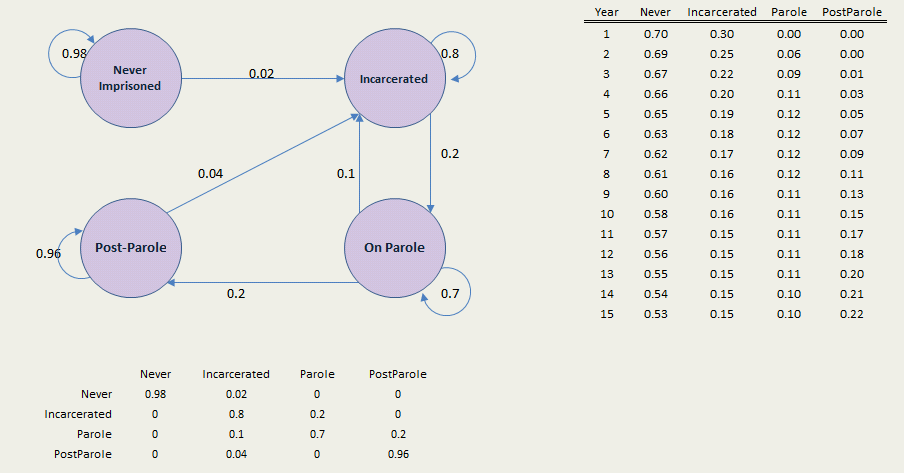 0.98
Never
Imprisoned
0.02
Incarcerated
0.8
0.04
0.1
0.2
0.96
Post-Parole
On Parole
0.2
0.7
Year Never Incarcerated Parole PostParole
1 0.70 0.30 0.00 0.00
2 0.69 0.25 0.06 0.00
3 0.67 0.22 0.09 0.01
4 0.66 0.20 0.11 0.03
5 0.65 0.19 0.12 0.05
6 0.63 0.18 0.12 0.07
7 0.62 0.17 0.12 0.09
8 0.61 0.16 0.12 0.11
9 0.60 0.16 0.11 0.13
10 0.58 0.16 0.11 0.15
11 0.57 0.15 0.11 0.17
12 0.56 0.15 0.11 0.18
13 0.55 0.15 0.11 0.20
14 0.54 0.15 0.10 0.21
15 0.53 0.15 0.10 0.22
Never Incarcerated Parole PostParole
Never 0.98 0.02 0 0
Incarcerated 0 0.8 0.2 0
Parole 0 0.1 0.7 0.2
PostParole 0 0.04 0 0.96